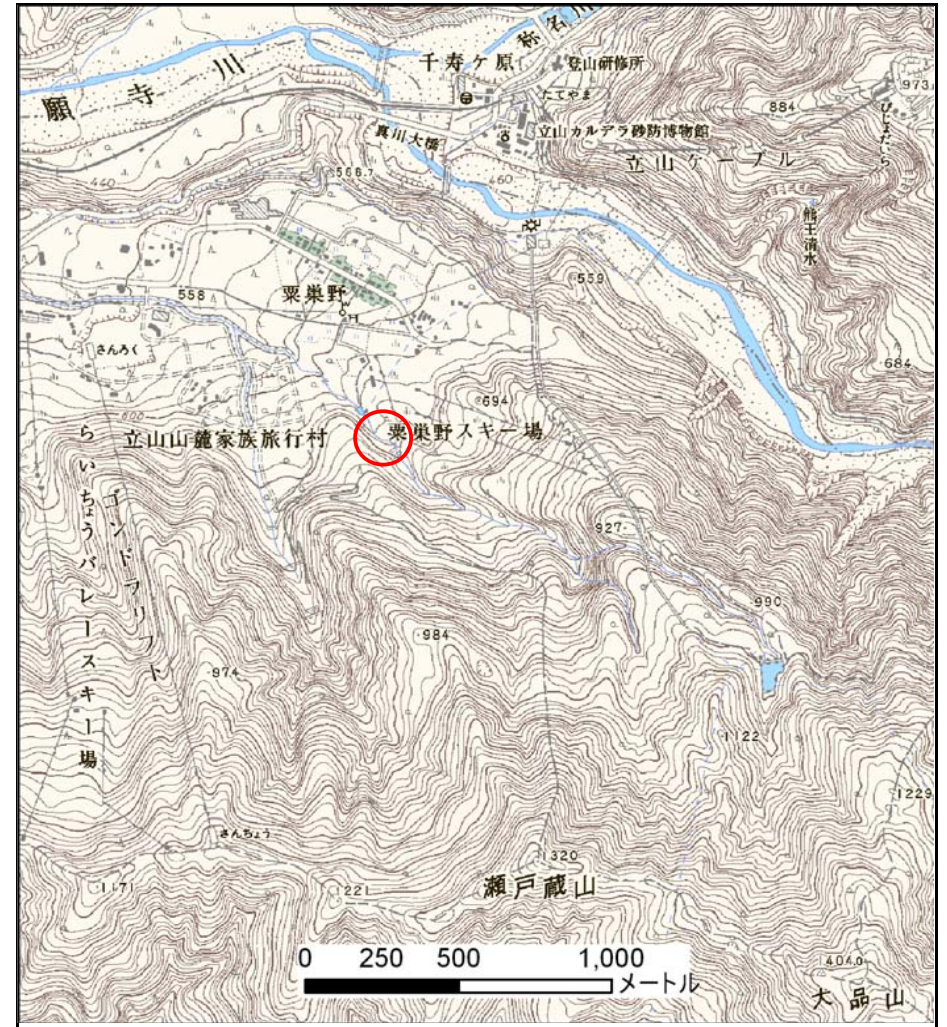 称名川
千寿ケ原
登山研修所
973
願寺川
たてやま
884
びじょだいら
真川大橋
立山カルデラ砂防博物館
立山ケーブル
568.7
460
440
熊王清水
559
粟巣野
558
さんろく
684
694
600
立山山麓家族旅行村
粟巣野スキー場
らいちょうバレースキー場
ゴンドラリフト
927
990
984
974
1122
1229
さんちょう
1320
1171
1221
瀬戸蔵山
0 250 500 1,000
メートル
1404.0
大品山